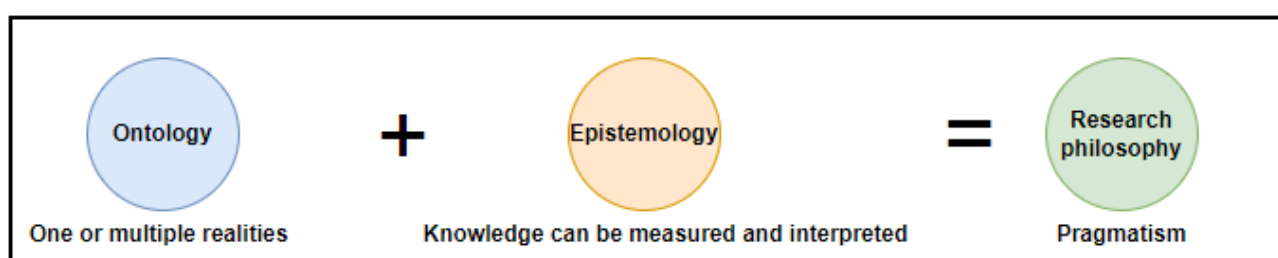 Ontology
+
Epistemology
=
Research
philosophy
One or multiple realities
Knowledge can be measured and interpreted
Pragmatism